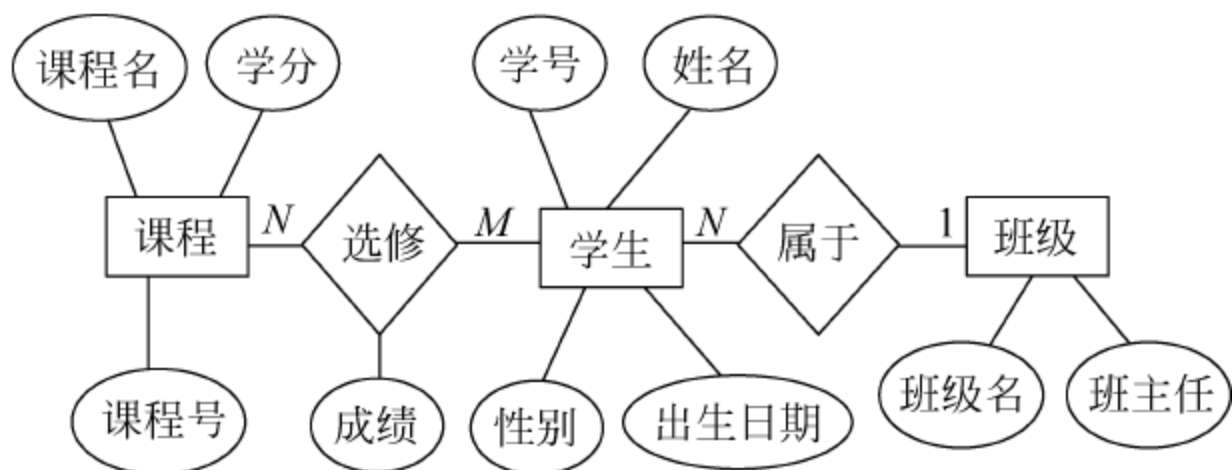 课程名 学分 学号 姓名
课程 N 选修 M 学生 N 属于 1 班级
课程号 成绩 性别 出生日期 班级名 班主任